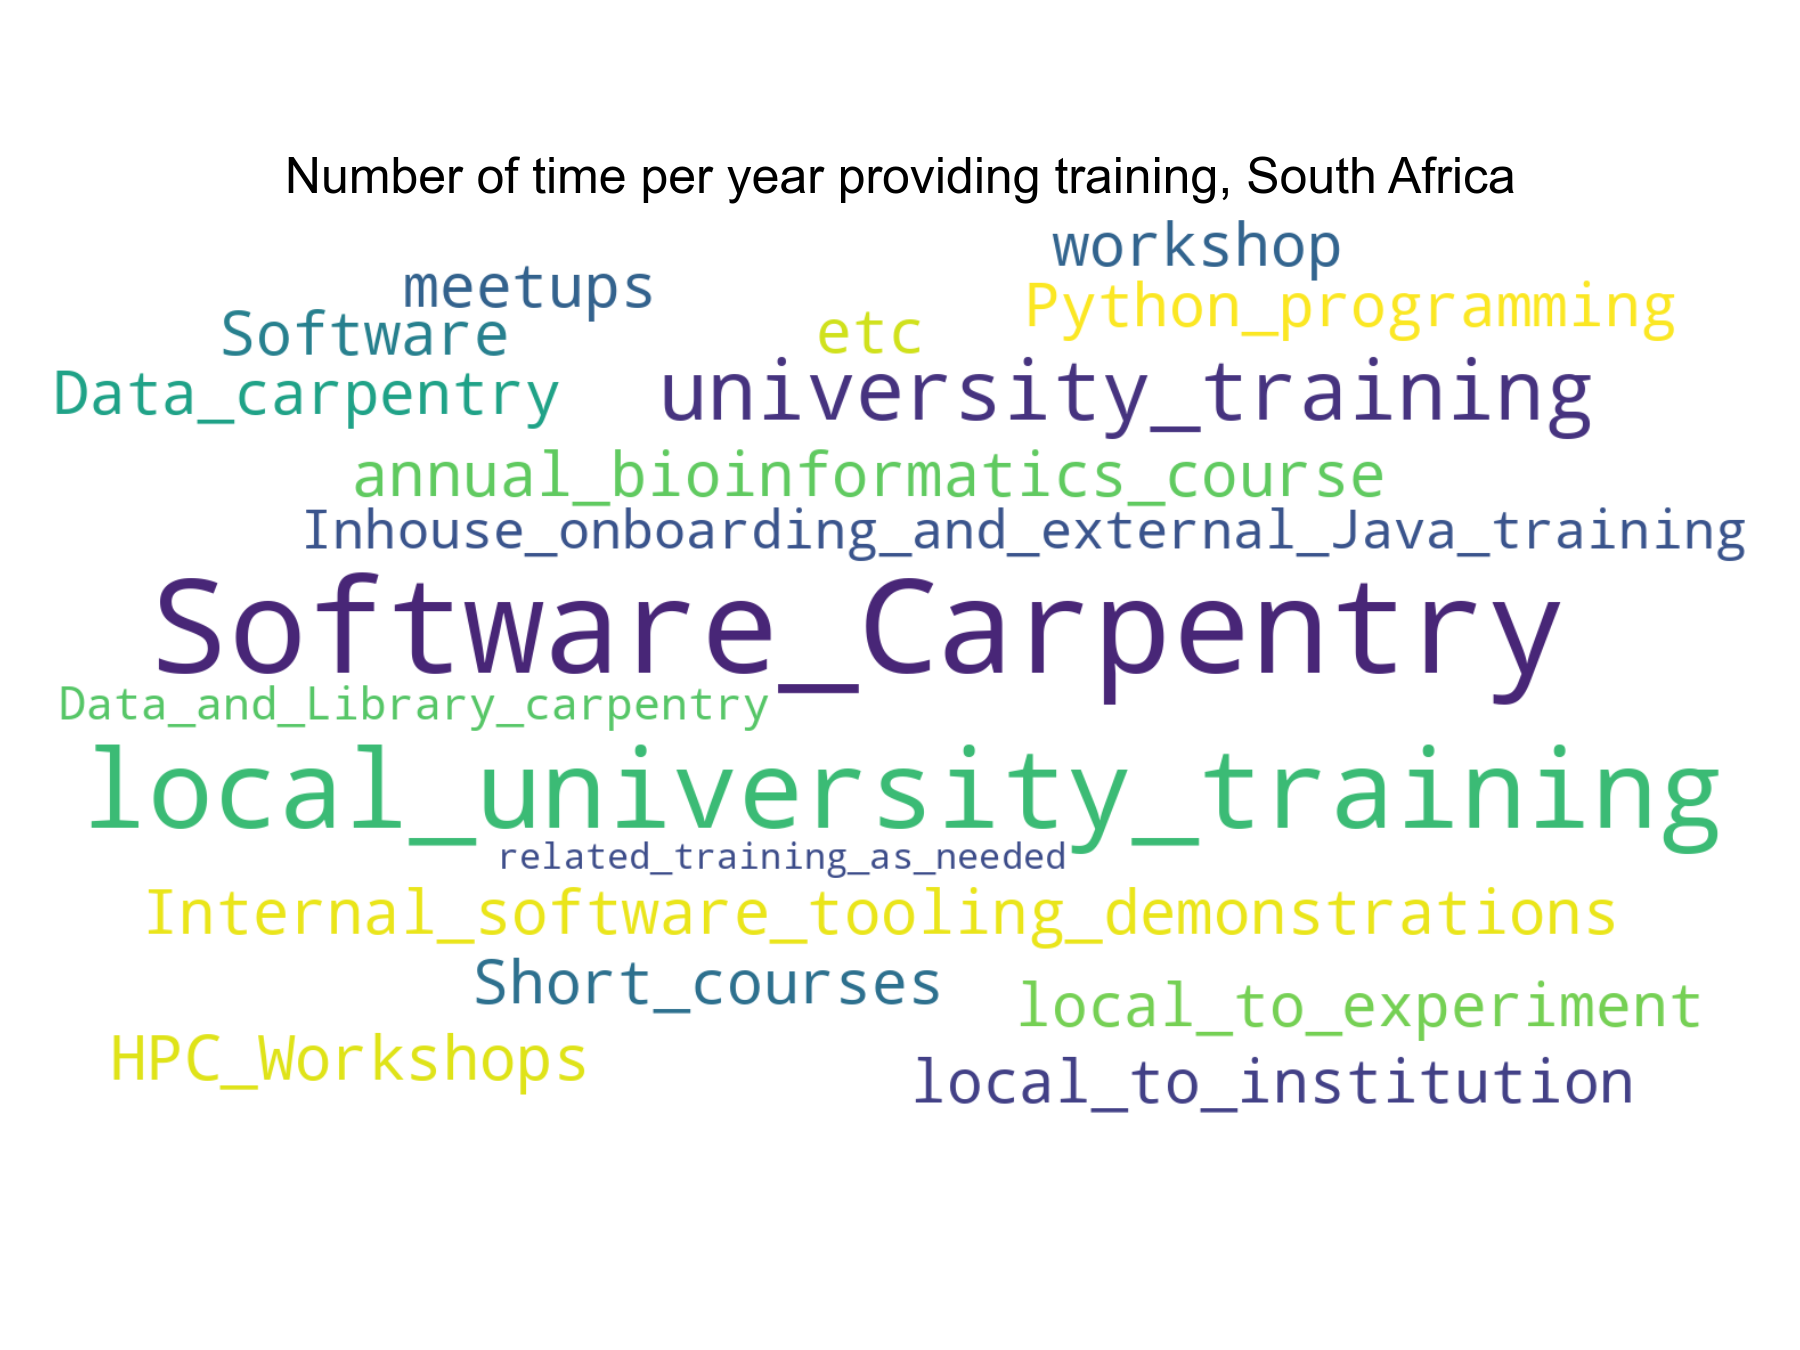 Number of time per year providing training, South Africa
workshop
meetups
Python_programming
Software
etc
Data_carpentry
university_training
annual_bioinformatics_course
Inhouse_onboarding_and_external_Java_training
Software_Carpentry
Data_and_Library_carpentry
local_university_training
related_training_as_needed
Internal_software_tooling_demonstrations
Short_courses
local_to_experiment
HPC_Workshops
local_to_institution